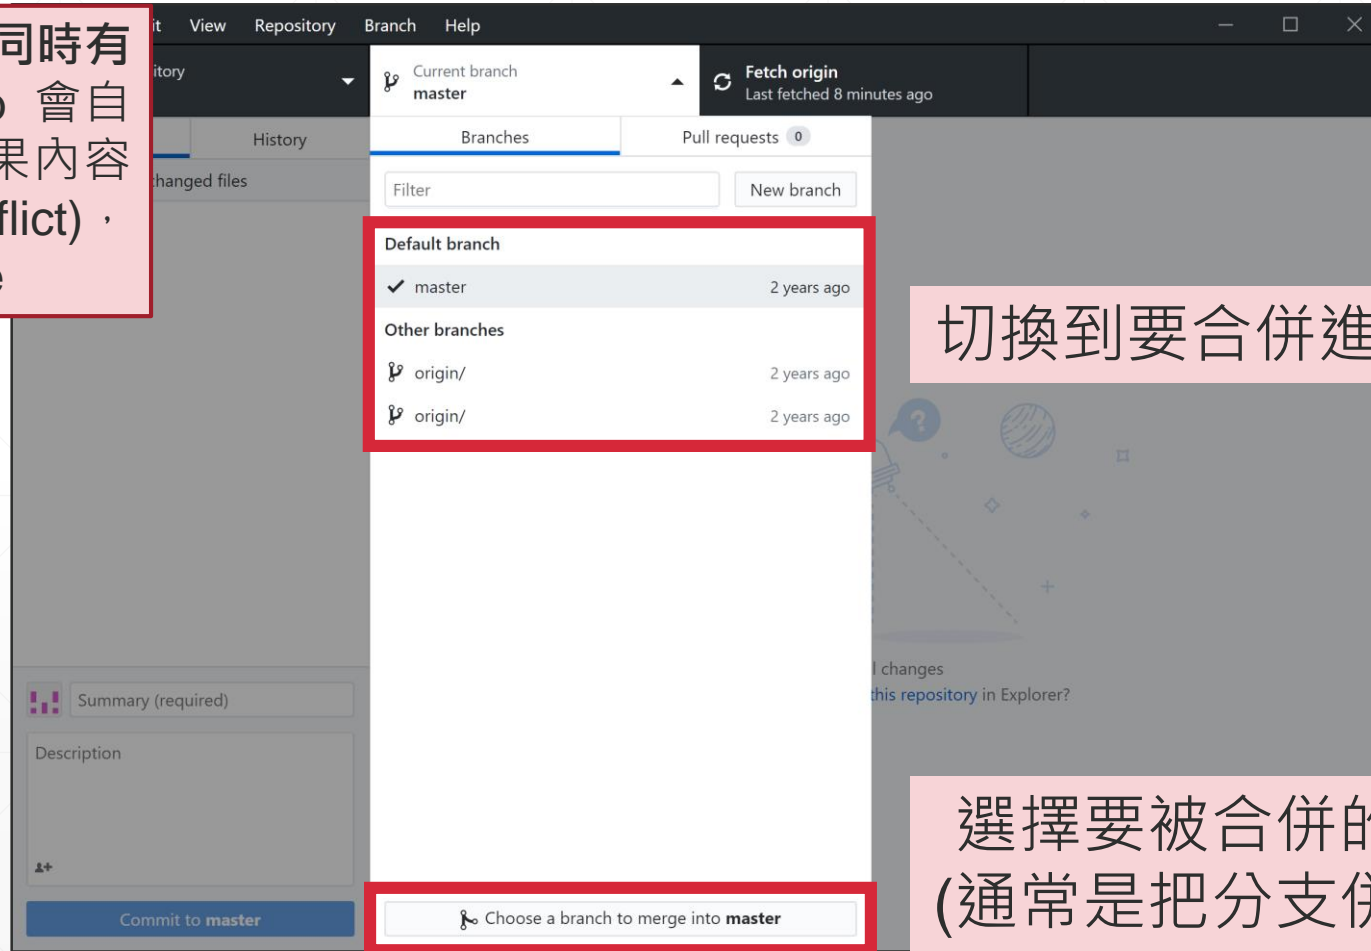 同時有
會自
果內容
flict)，
it View Repository Branch Help
itory
Current branch
master
Fetch origin
Last fetched 8 minutes ago
History
Branches
Pull requests 0
hanged files
Filter
New branch
Default branch
master 2 years ago
Other branches
origin/ 2 years ago
origin/ 2 years ago
切換到要合併進
l changes
this repository in Explorer?
Summary (required)
Description
選擇要被合併的
(通常是把分支併
Commit to master
Choose a branch to merge into master